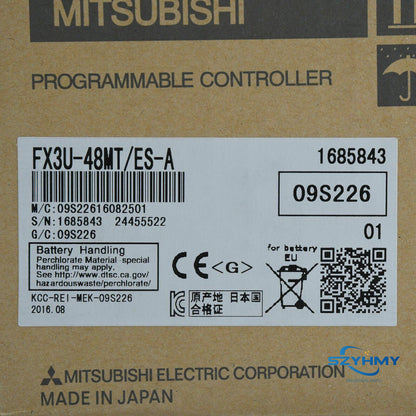 MITSUBISHI
PROGRAMMABLE CONTROLLER
FX3U-48MT/ES-A
1685843
M/C:09S22616082501
S/N:1685843 24455522
G/C:09S226
09S226
01
Battery Handling
Perchlorate Material special
handling may apply. See
www.dtsc.ca.gov/
hazardouswaste/perchlorate/
CE <G>
for battery
EU
KCC-REI-MEK-09S226
2016.08
原产地 日本国
合格证
SZYHMY
MITSUBISHI ELECTRIC CORPORATION
MADE IN JAPAN